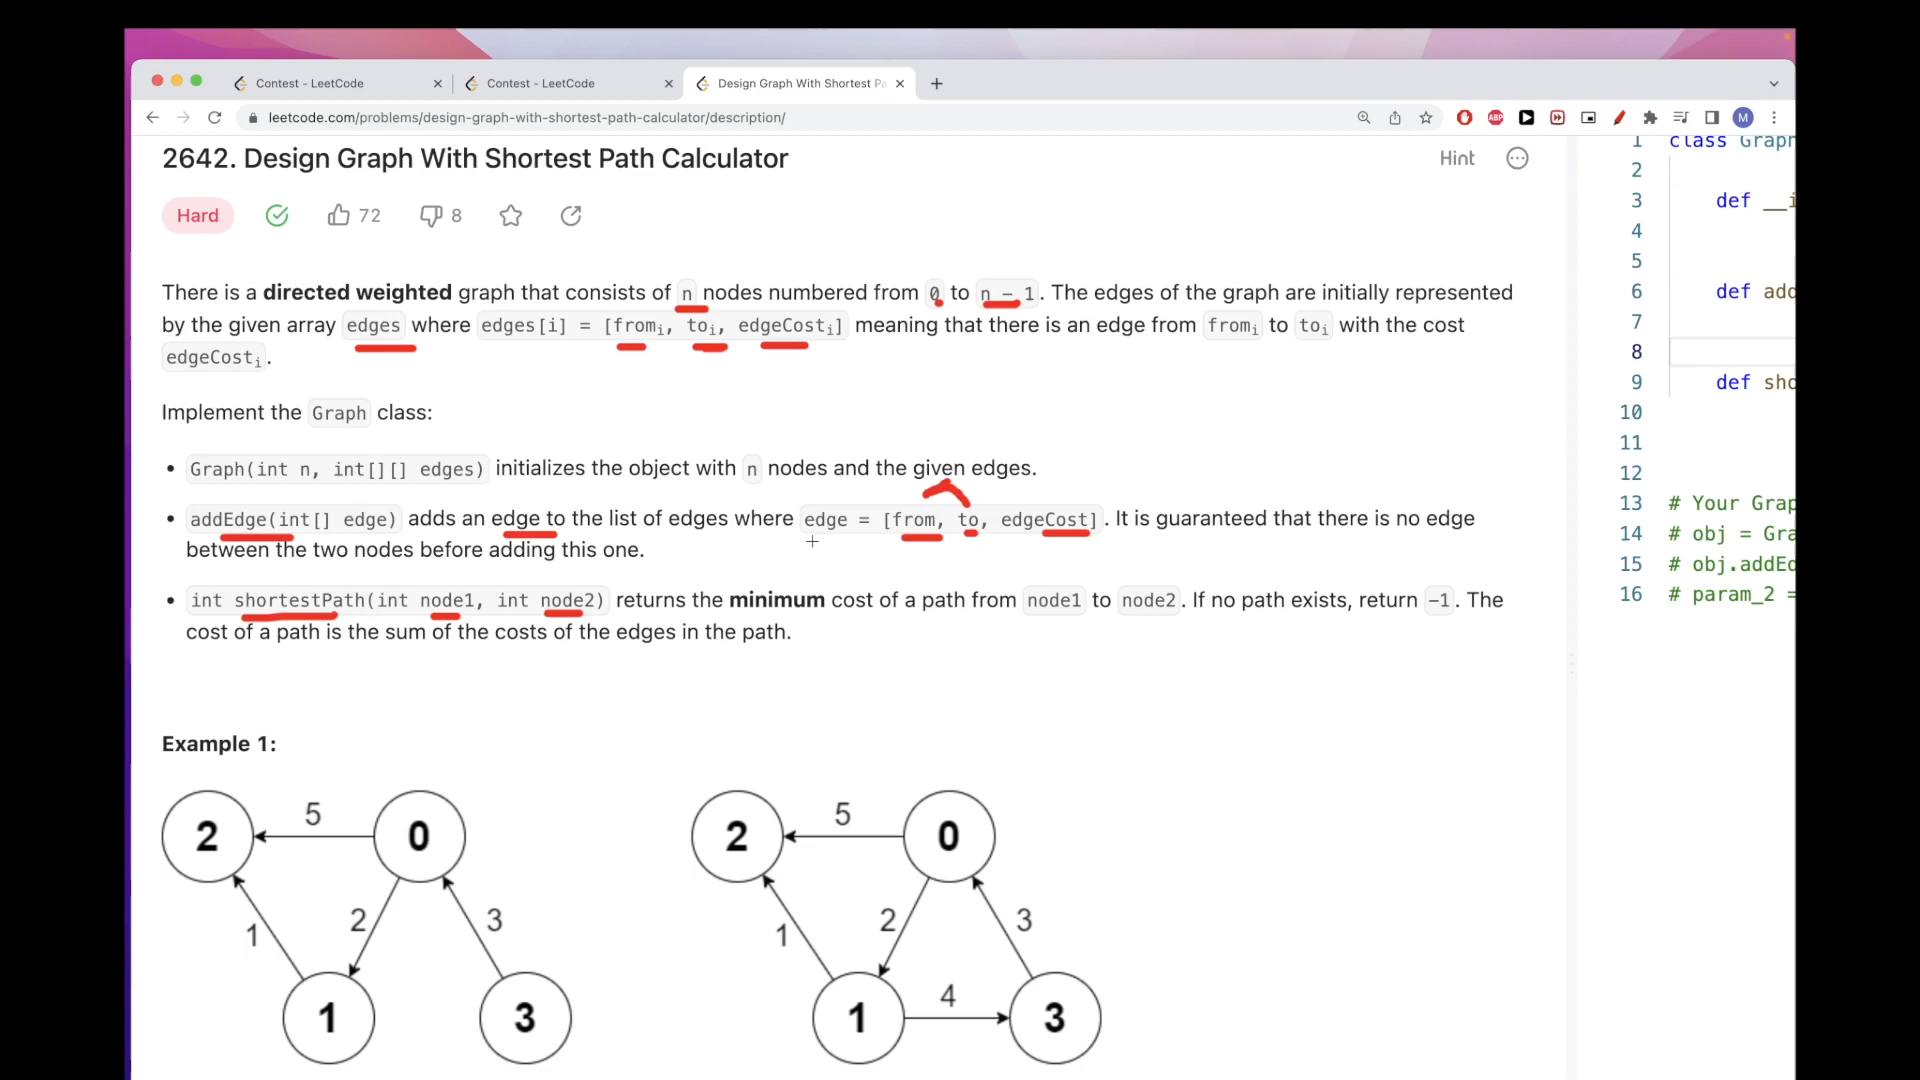 Contest - LeetCode
Contest - LeetCode
Design Graph With Shortest Pa
leetcode.com/problems/design-graph-with-shortest-path-calculator/description/
ABP
M
2642. Design Graph With Shortest Path Calculator
Hint
Hard
72
8
There is a directed weighted graph that consists of n nodes numbered from 0 to n - 1. The edges of the graph are initially represented
by the given array edges where edges[i] = [fromi, toi, edgeCosti] meaning that there is an edge from fromi to toi with the cost
edgeCosti.
Implement the Graph class:
• Graph(int n, int[][] edges) initializes the object with n nodes and the given edges.
• addEdge(int[] edge) adds an edge to the list of edges where edge = [from, to, edgeCost]. It is guaranteed that there is no edge
between the two nodes before adding this one.
• int shortestPath(int node1, int node2) returns the minimum cost of a path from node1 to node2. If no path exists, return -1. The
cost of a path is the sum of the costs of the edges in the path.
Example 1:
2 5 0
1 2 3
1 3
2 5 0
1 2 3
1 4 3
1 class Graph
2
3 def __i
4
5
6 def add
7
8
9 def sho
10
11
12
13 # Your Grap
14 # obj = Gra
15 # obj.addEd
16 # param_2 =